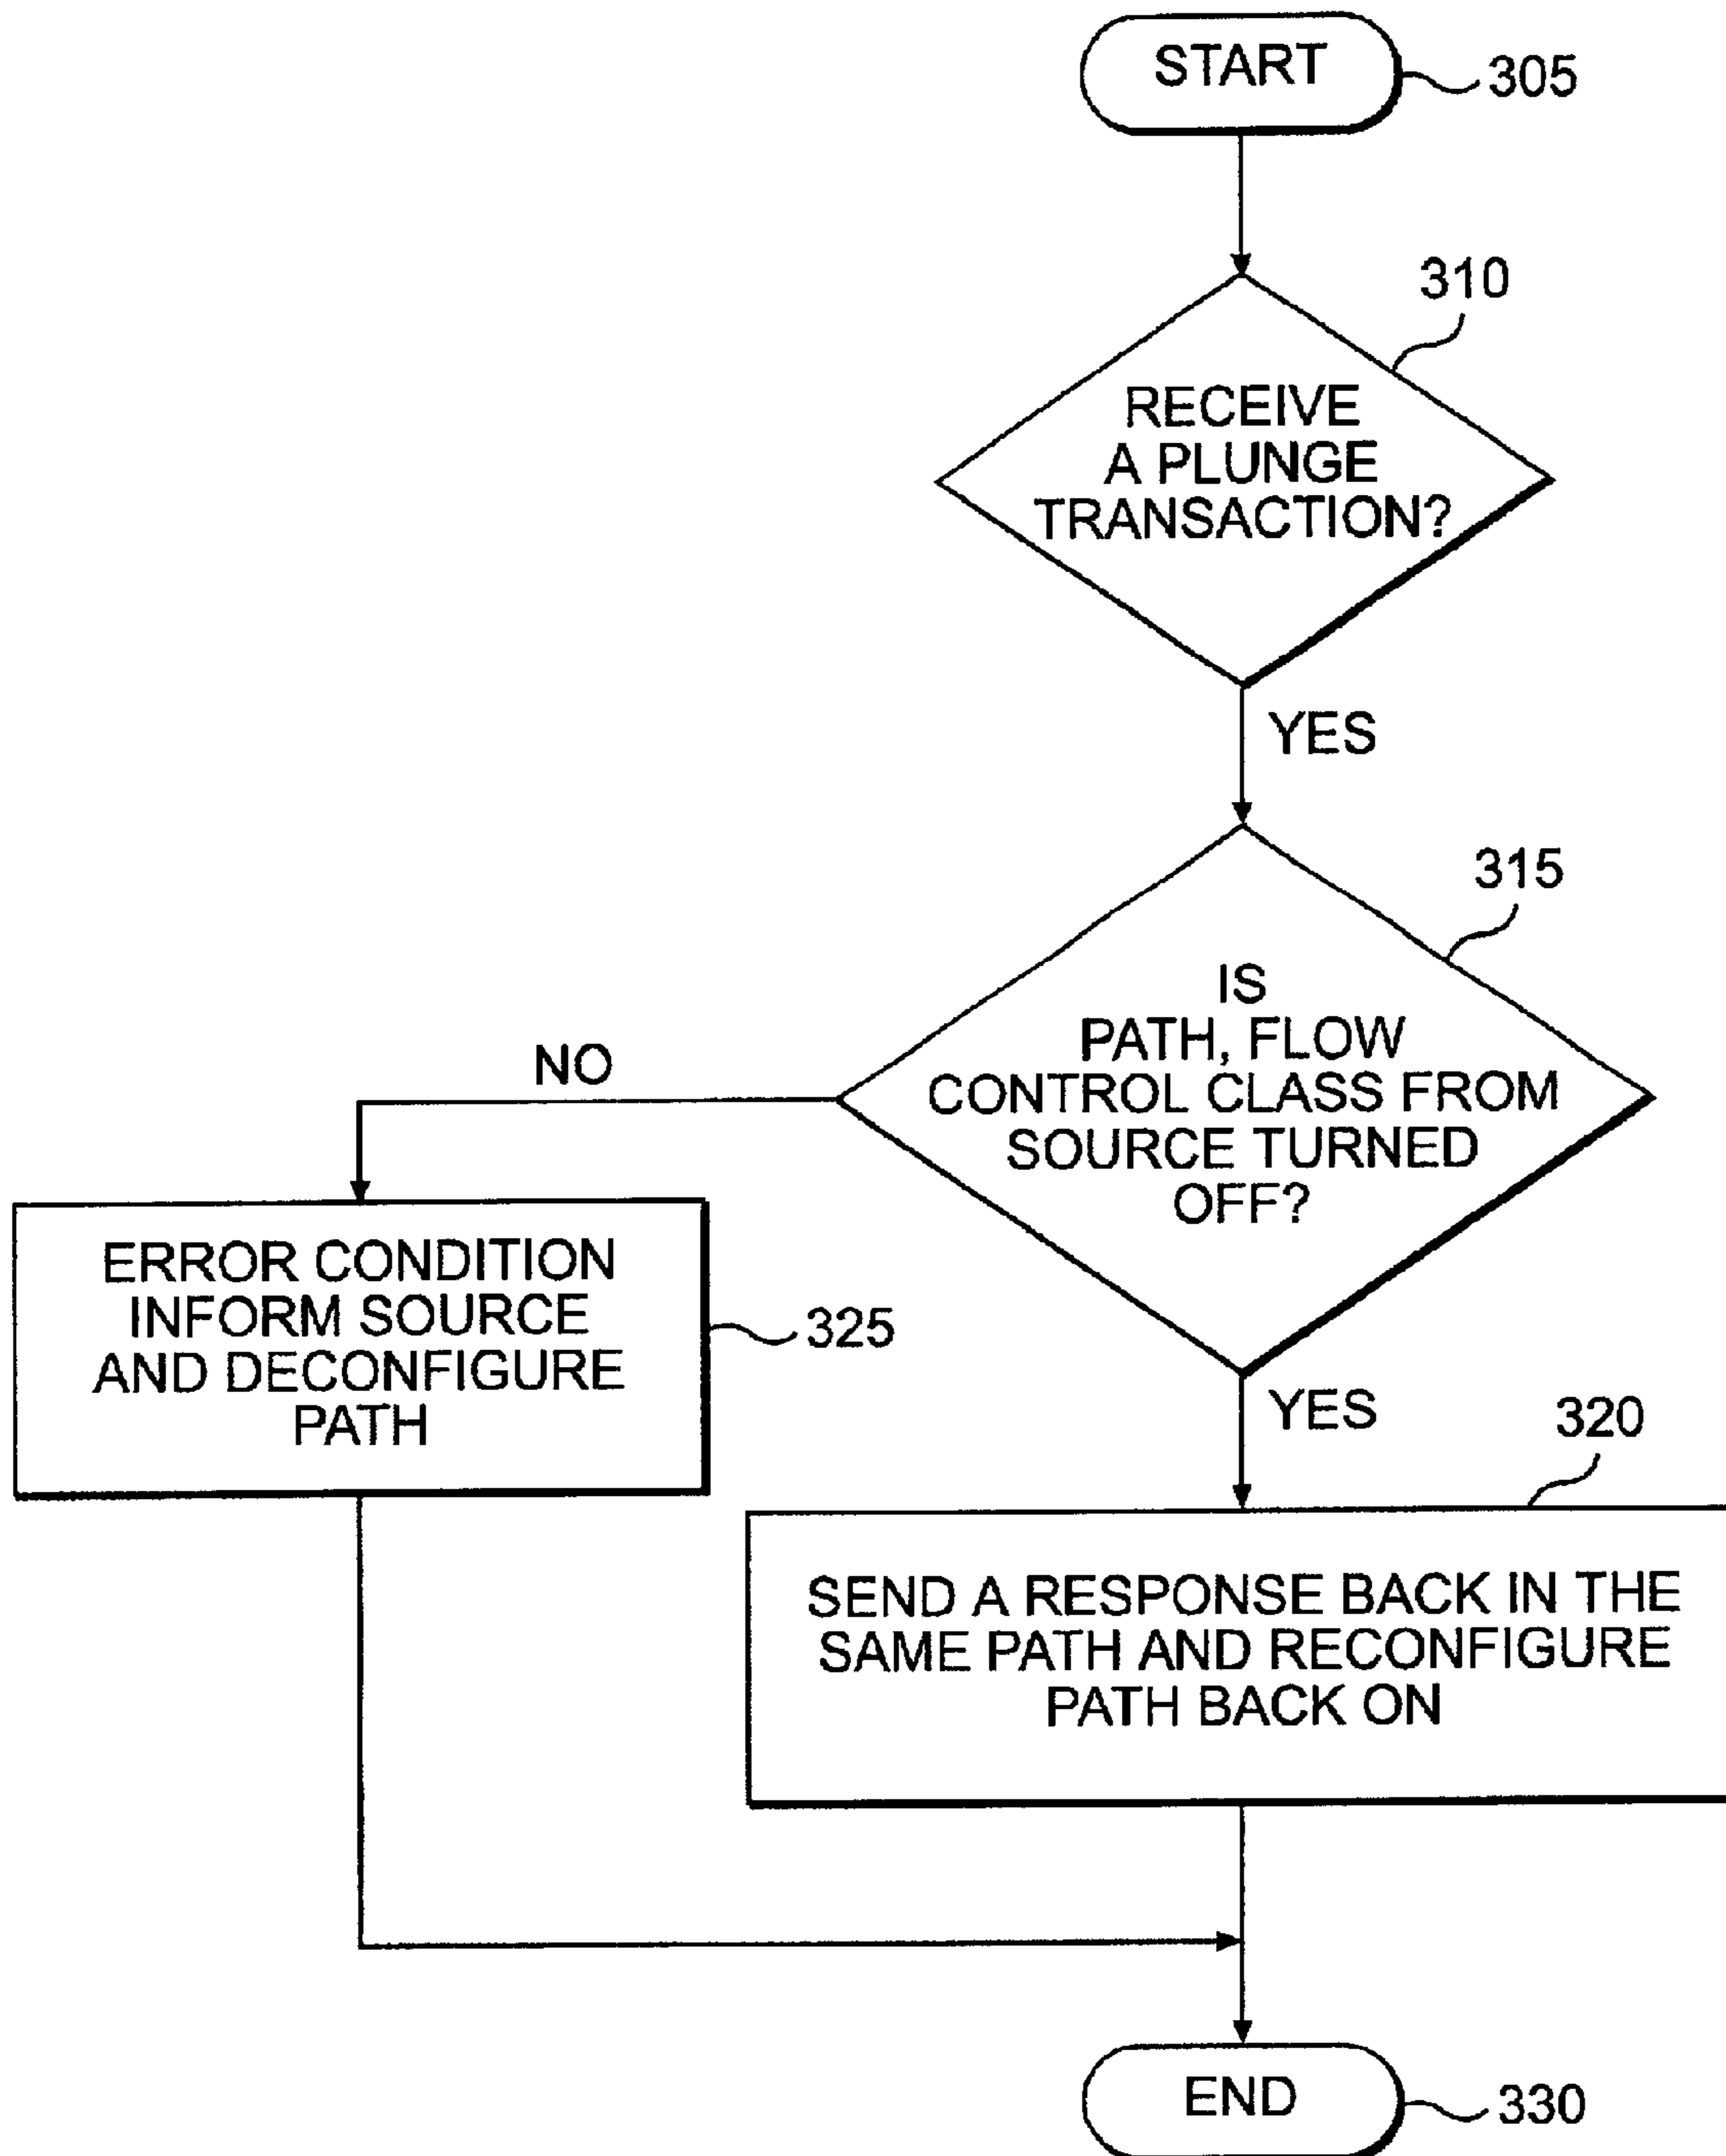 START
305
310
RECEIVE
A PLUNGE
TRANSACTION?
YES
315
IS
PATH, FLOW
CONTROL CLASS FROM
SOURCE TURNED
OFF?
NO
ERROR CONDITION
INFORM SOURCE
AND DECONFIGURE
PATH
325
YES
320
SEND A RESPONSE BACK IN THE
SAME PATH AND RECONFIGURE
PATH BACK ON
END
330